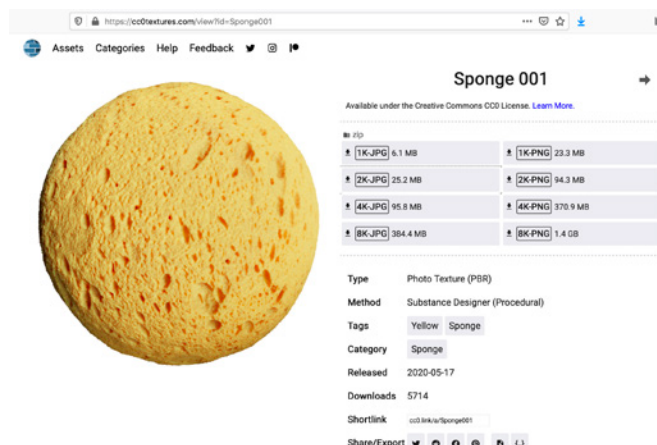 https://cc0textures.com/view?id=Sponge001
Assets Categories Help Feedback
Sponge 001
Available under the Creative Commons CC0 License. Learn More.
zip
1K-JPG 6.1 MB 1K-PNG 23.3 MB
2K-JPG 25.2 MB 2K-PNG 94.3 MB
4K-JPG 95.8 MB 4K-PNG 370.9 MB
8K-JPG 384.4 MB 8K-PNG 1.4 GB
Type Photo Texture (PBR)
Method Substance Designer (Procedural)
Tags Yellow Sponge
Category Sponge
Released 2020-05-17
Downloads 5714
Shortlink cc0.link/a/Sponge001
Share/Export